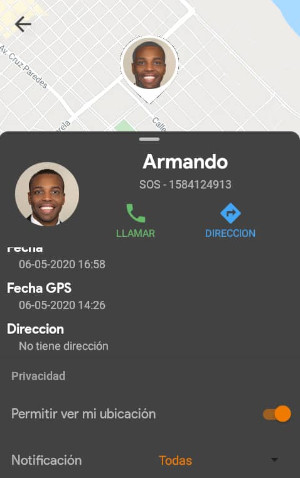 Av. Cruz Paredes
Calle
Armando
SOS - 1584124913
LLAMAR
DIRECCION
Fecha
06-05-2020 16:58
Fecha GPS
06-05-2020 14:26
Direccion
No tiene dirección
Privacidad
Permitir ver mi ubicación
Notificación
Todas